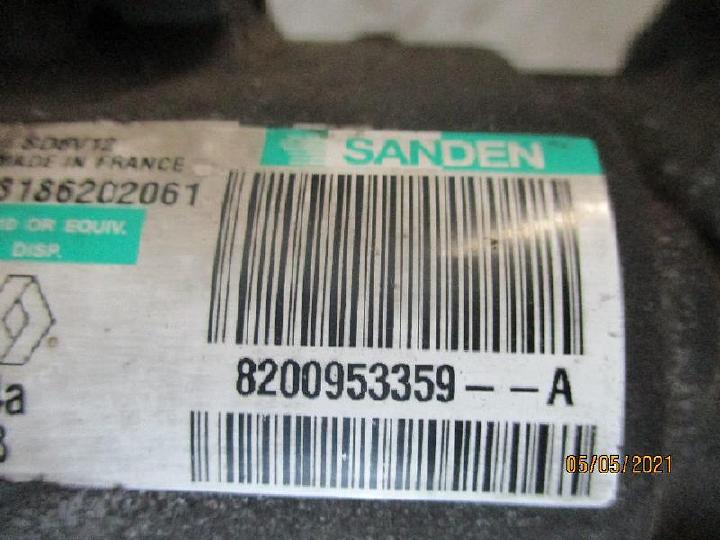 SANDEN
SD6V12
MADE IN FRANCE
8186202061
OR EQUIV.
DISP.
8200953359--A
05/05/2021